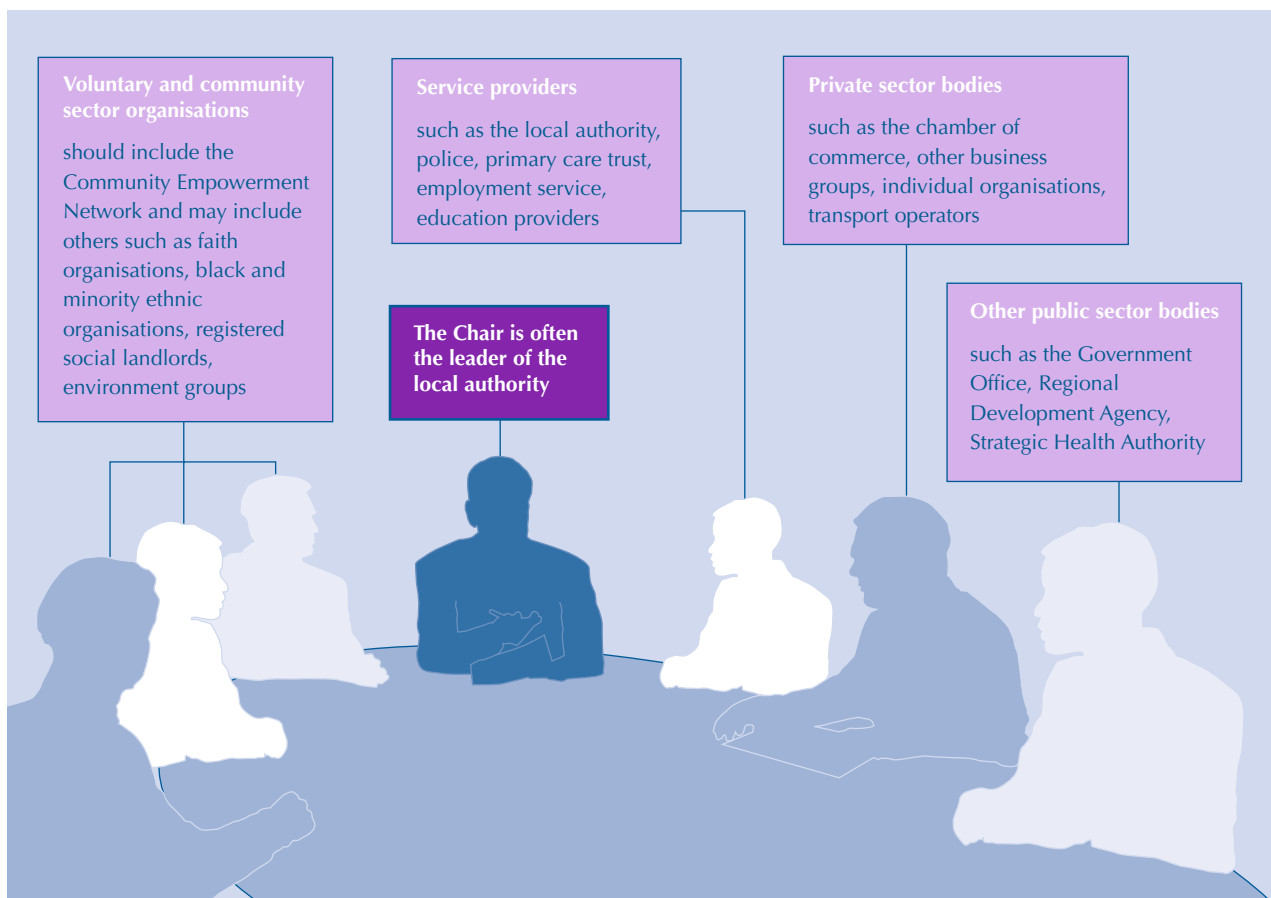 Voluntary and community
sector organisations
should include the
Community Empowerment
Network and may include
others such as faith
organisations, black and
minority ethnic
organisations, registered
social landlords,
environment groups
Service providers
such as the local authority,
police, primary care trust,
employment service,
education providers
Private sector bodies
such as the chamber of
commerce, other business
groups, individual organisations,
transport operators
The Chair is often
the leader of the
local authority
Other public sector bodies
such as the Government
Office, Regional
Development Agency,
Strategic Health Authority